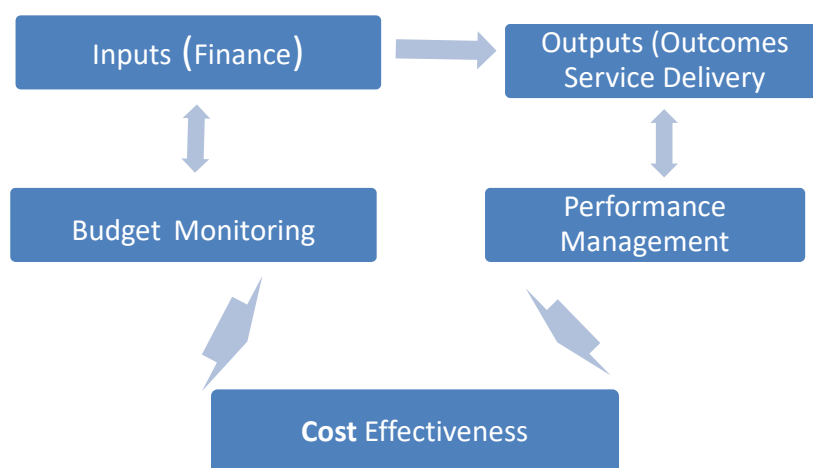 Inputs (Finance)
Outputs (Outcomes
Service Delivery
Budget  Monitoring
Performance
Management
Cost Effectiveness